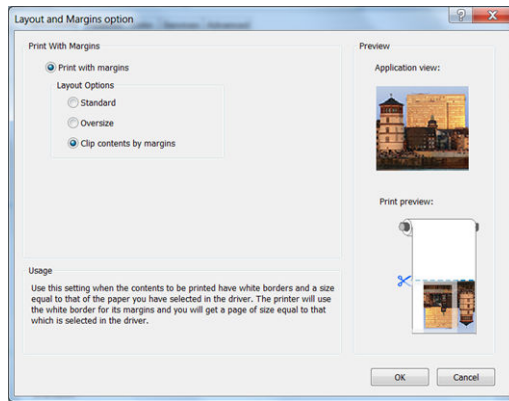 Layout and Margins option
Print With Margins
Print with margins
Layout Options
Standard
Oversize
Clip contents by margins
Usage
Use this setting when the contents to be printed have white borders and a size
equal to that of the paper you have selected in the driver. The printer will use
the white border for its margins and you will get a page of size equal to that
which is selected in the driver.
Preview
Application view:
Print preview:
OK
Cancel